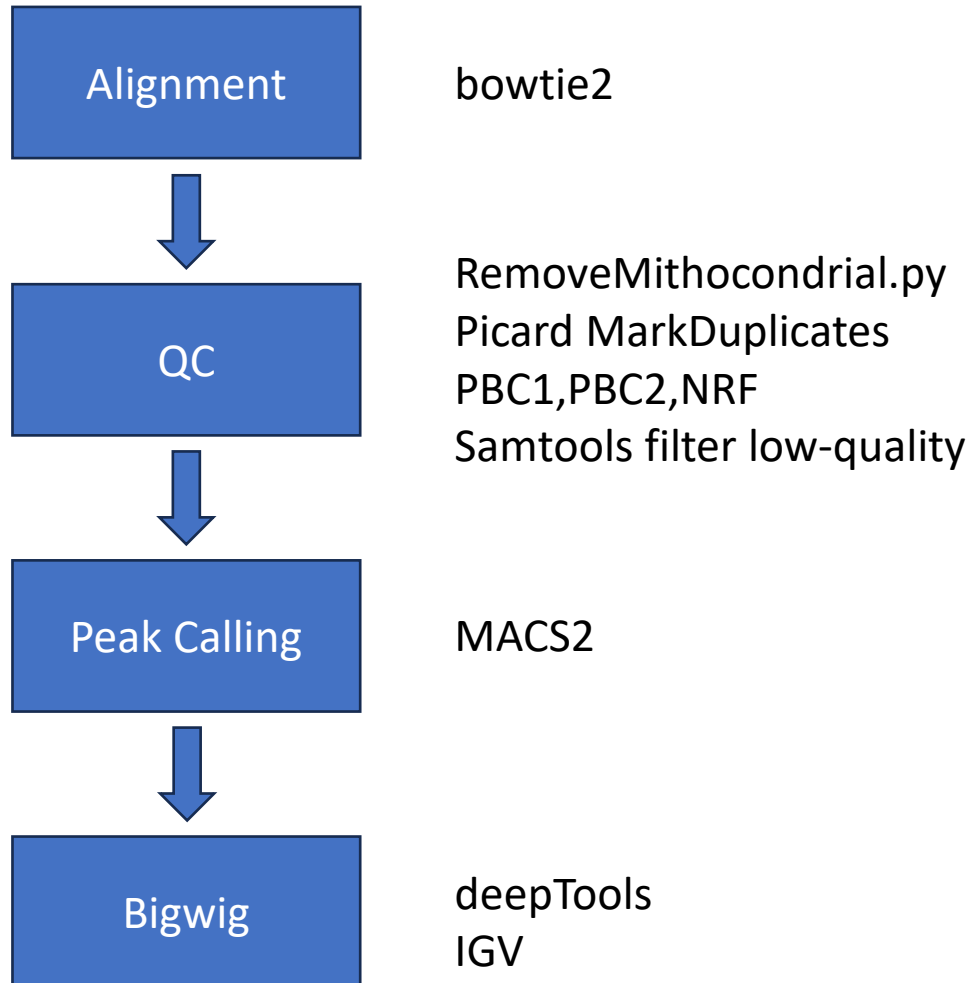 Alignment
bowtie2
QC
RemoveMithocondrial.py
Picard MarkDuplicates
PBC1,PBC2,NRF
Samtools filter low-quality
Peak Calling
MACS2
Bigwig
deepTools
IGV